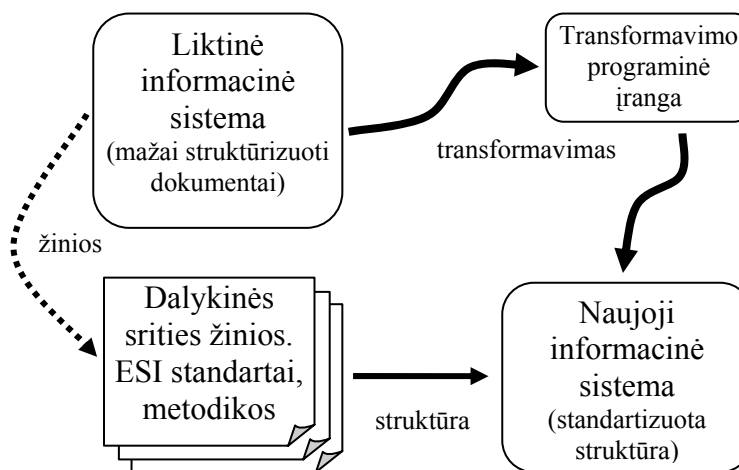 Liktinė
informacinė
sistema
(mažai struktūrizuoti
dokumentai)
Transformavimo
programinė
įranga
transformavimas
žinios
Dalykinės
srities žinios.
ESI standartai,
metodikos
struktūra
Naujoji
informacinė
sistema
(standartizuota
struktūra)